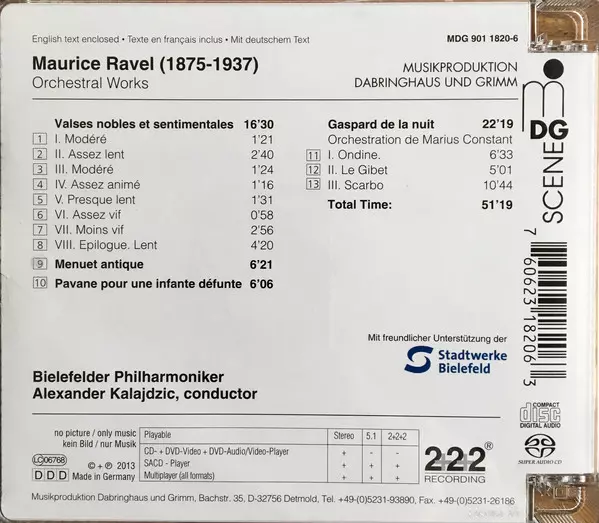 English text enclosed • Texte en français inclus • Mit deutschem Text
MDG 901 1820-6
Maurice Ravel (1875-1937)
Orchestral Works
MUSIKPRODUKTION
DABRINGHAUS UND GRIMM
Valses nobles et sentimentales 16'30
1 I. Modéré 1'21
2 II. Assez lent 2'40
3 III. Modéré 1'24
4 IV. Assez animé 1'16
5 V. Presque lent 1'31
6 VI. Assez vif 0'58
7 VII. Moins vif 2'56
8 VIII. Epilogue. Lent 4'20
9 Menuet antique 6'21
10 Pavane pour une infante défunte 6'06
Gaspard de la nuit 22'19
Orchestration de Marius Constant
11 I. Ondine. 6'33
12 II. Le Gibet 5'01
13 III. Scarbo 10'44
Total Time: 51'19
DG
SCENE
7 60623 18206 3
Mit freundlicher Unterstützung der
Stadtwerke
Bielefeld
Bielefelder Philharmoniker
Alexander Kalajdzic, conductor
COMPACT
disc
DIGITAL AUDIO
SUPER AUDIO CD
no picture / only music
kein Bild / nur Musik
LC06768
DDD
© + ℗ 2013
Made in Germany
Playable Stereo 5.1 2+2+2
CD- + DVD-Video + DVD-Audio/Video-Player + - -
SACD - Player + + +
Multiplayer (all formats) + + +
2+2+2®
RECORDING
Musikproduktion Dabringhaus und Grimm, Bachstr. 35, D-32756 Detmold, Tel. +49-(0)5231-93890, Fax +49-(0)5231-26186